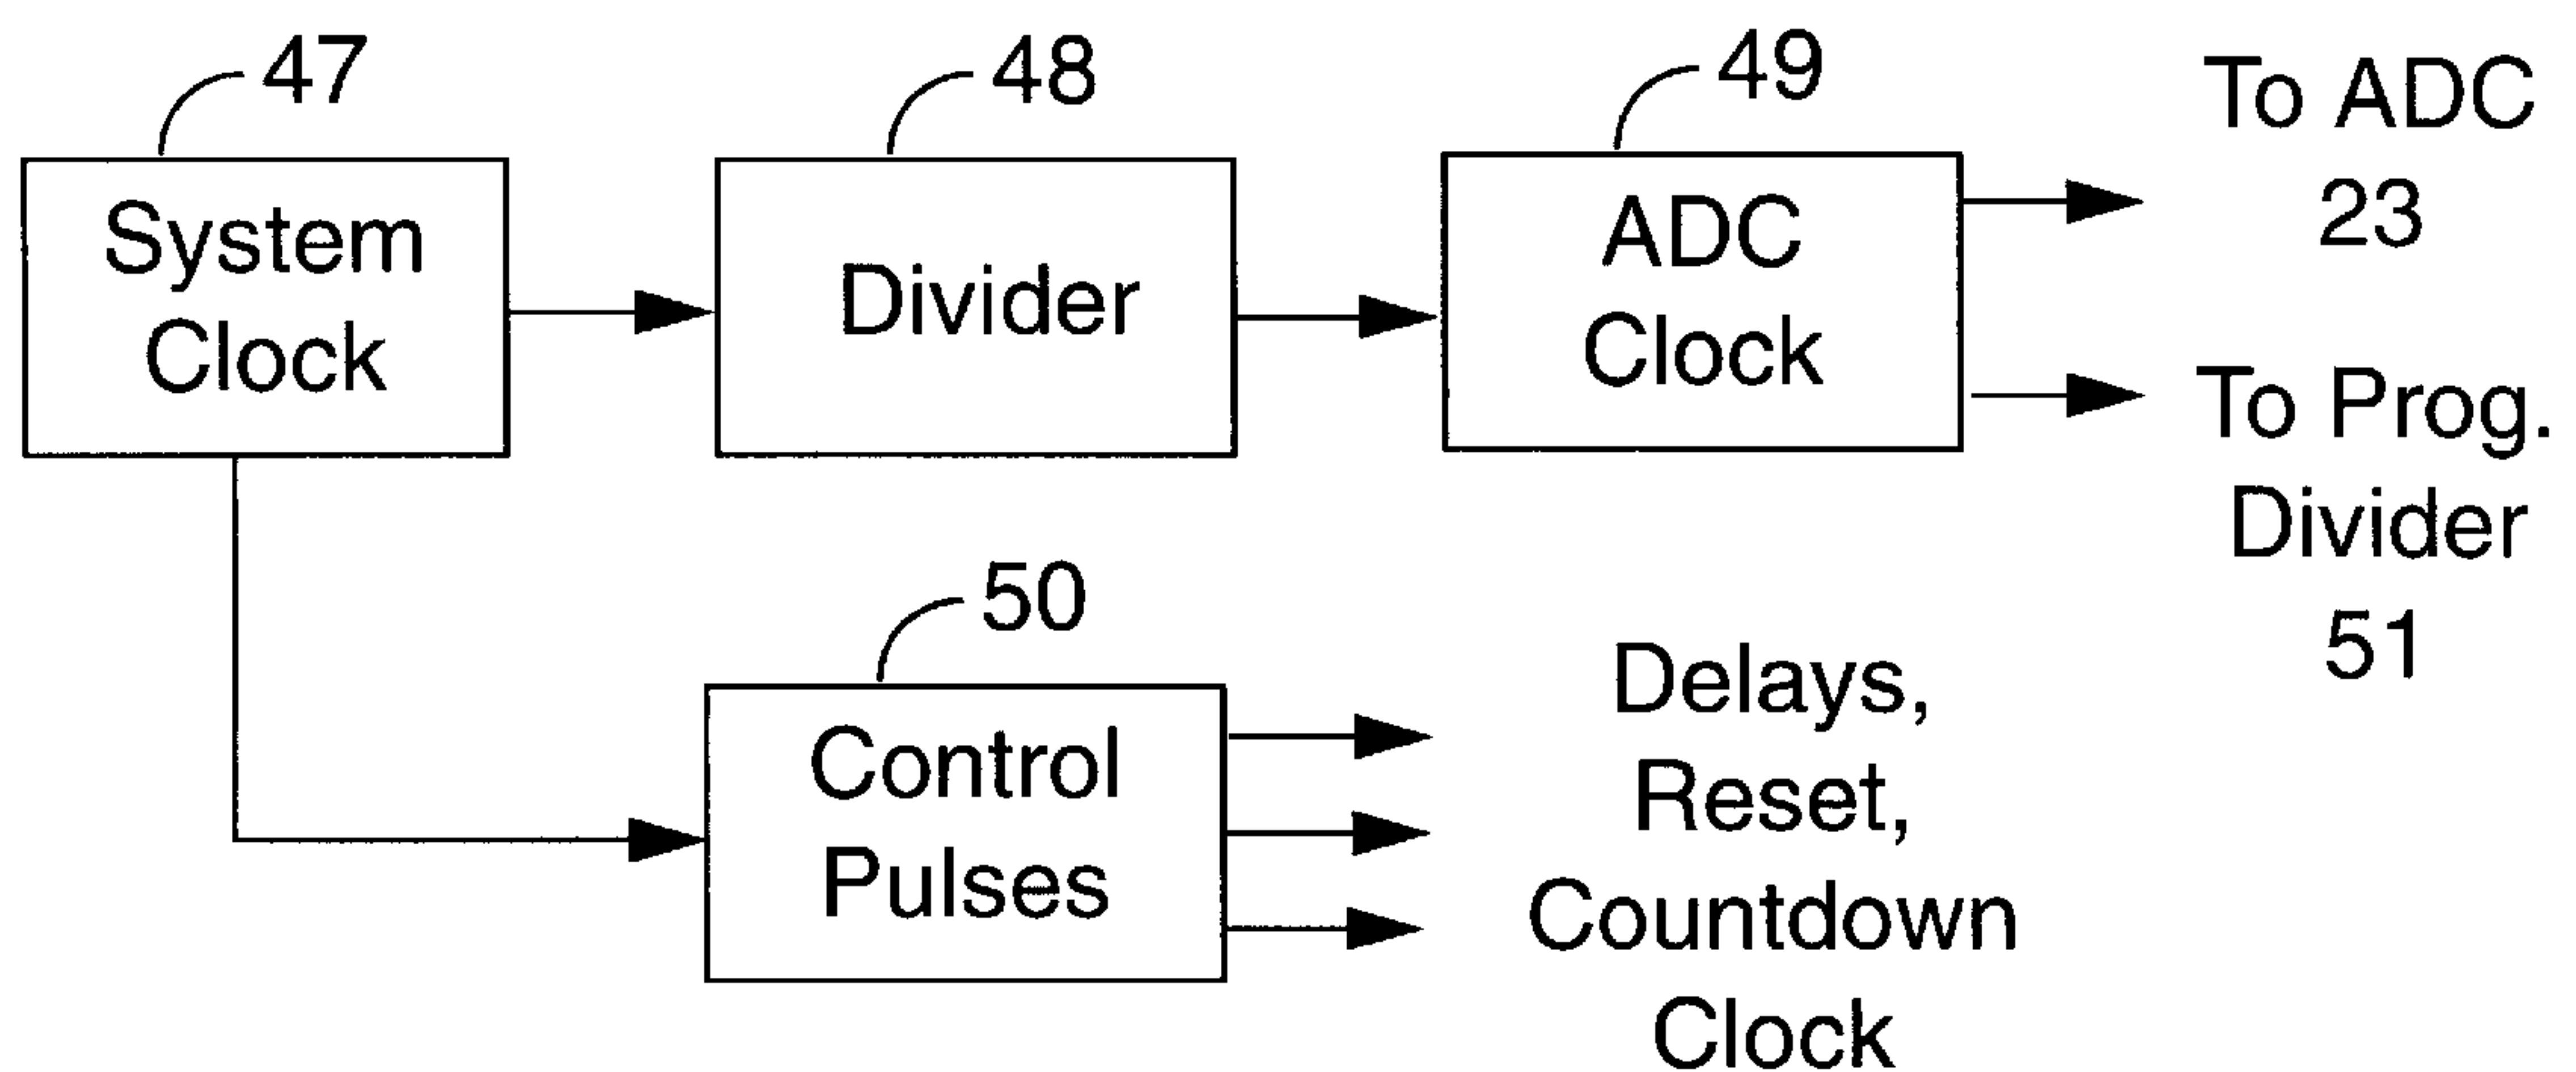 47
System
Clock
48
Divider
49
ADC
Clock
To ADC
23
To Prog.
Divider
51
50
Control
Pulses
Delays,
Reset,
Countdown
Clock